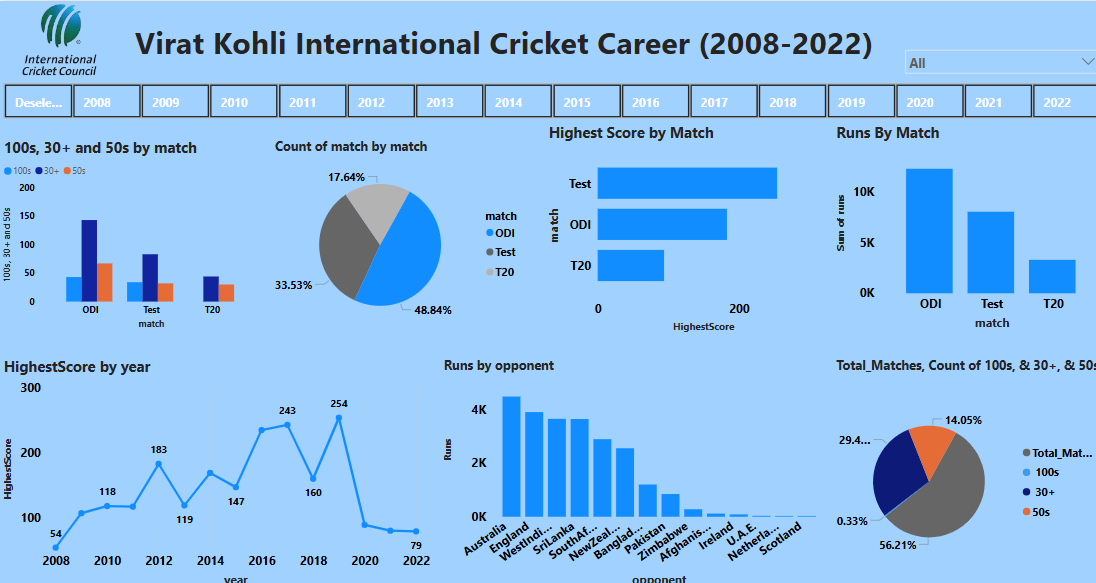 International
Cricket Council
Virat Kohli International Cricket Career (2008-2022)
All
Desele... 2008 2009 2010 2011 2012 2013 2014 2015 2016 2017 2018 2019 2020 2021 2022
100s, 30+ and 50s by match
100s 30+ 50s
100s, 30+ and 50s
200
150
100
50
0
ODI Test T20
match
Count of match by match
17.64%
33.53%
48.84%
match
ODI
Test
T20
Highest Score by Match
match
Test
ODI
T20
0 200
HighestScore
Runs By Match
Sum of runs
10K
5K
0K
ODI Test T20
match
HighestScore by year
HighestScore
300
200
100
54
118
183
119
147
243
160
254
79
2008 2010 2012 2014 2016 2018 2020 2022
year
Runs by opponent
Runs
4K
2K
0K
Australia
England
WestIndi...
SriLanka
SouthAf...
NewZeal...
Banglad...
Pakistan
Zimbabwe
Afghanis...
Ireland
U.A.E.
Netherla...
Scotland
opponent
Total_Matches, Count of 100s, & 30+, & 50s
14.05%
29.4...
0.33%
56.21%
Total_Mat...
100s
30+
50s